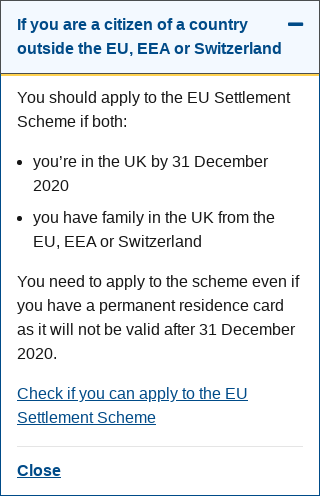 If you are a citizen of a country
outside the EU, EEA or Switzerland
You should apply to the EU Settlement
Scheme if both:
• you’re in the UK by 31 December
2020
• you have family in the UK from the
EU, EEA or Switzerland
You need to apply to the scheme even if
you have a permanent residence card
as it will not be valid after 31 December
2020.
Check if you can apply to the EU
Settlement Scheme
Close